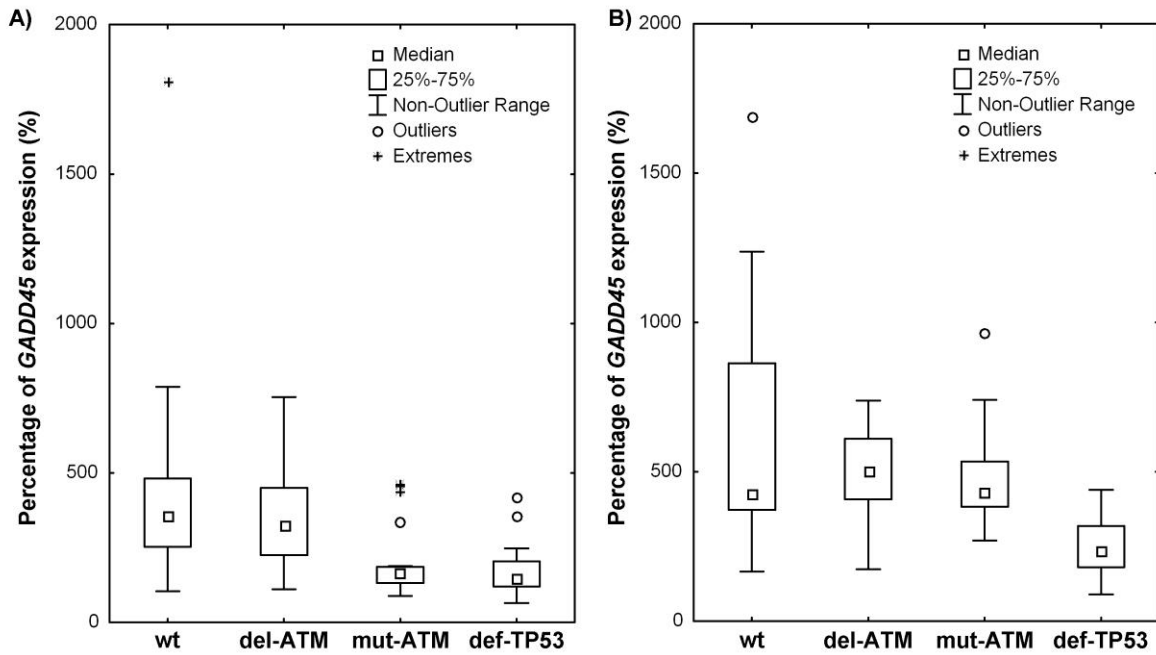 A)
Percentage of GADD45 expression (%)
2000
1500
1000
500
0
Median
25%-75%
Non-Outlier Range
Outliers
Extremes
wt del-ATM mut-ATM def-TP53
B)
Percentage of GADD45 expression (%)
2000
1500
1000
500
0
Median
25%-75%
Non-Outlier Range
Outliers
Extremes
wt del-ATM mut-ATM def-TP53